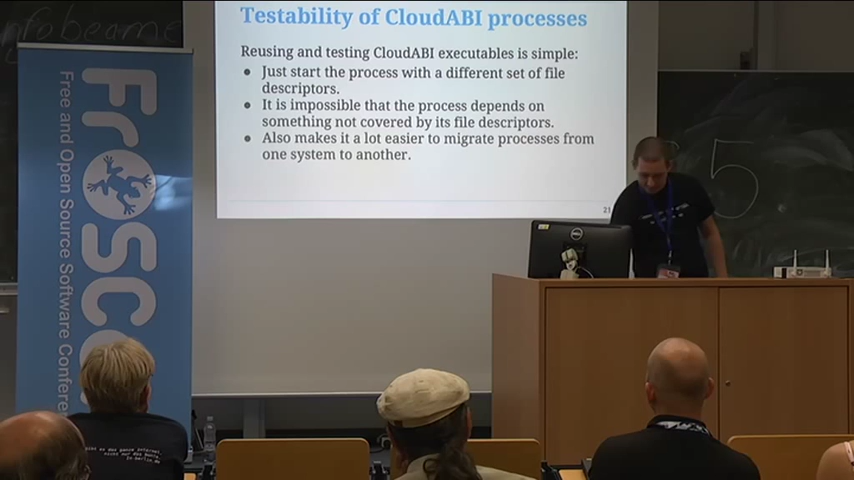 Testability of CloudABI processes
Reusing and testing CloudABI executables is simple:
● Just start the process with a different set of file
descriptors.
● It is impossible that the process depends on
something not covered by its file descriptors.
● Also makes it a lot easier to migrate processes from
one system to another.
21
FrOSCo
Free and Open Source Software Confer
5
DELL